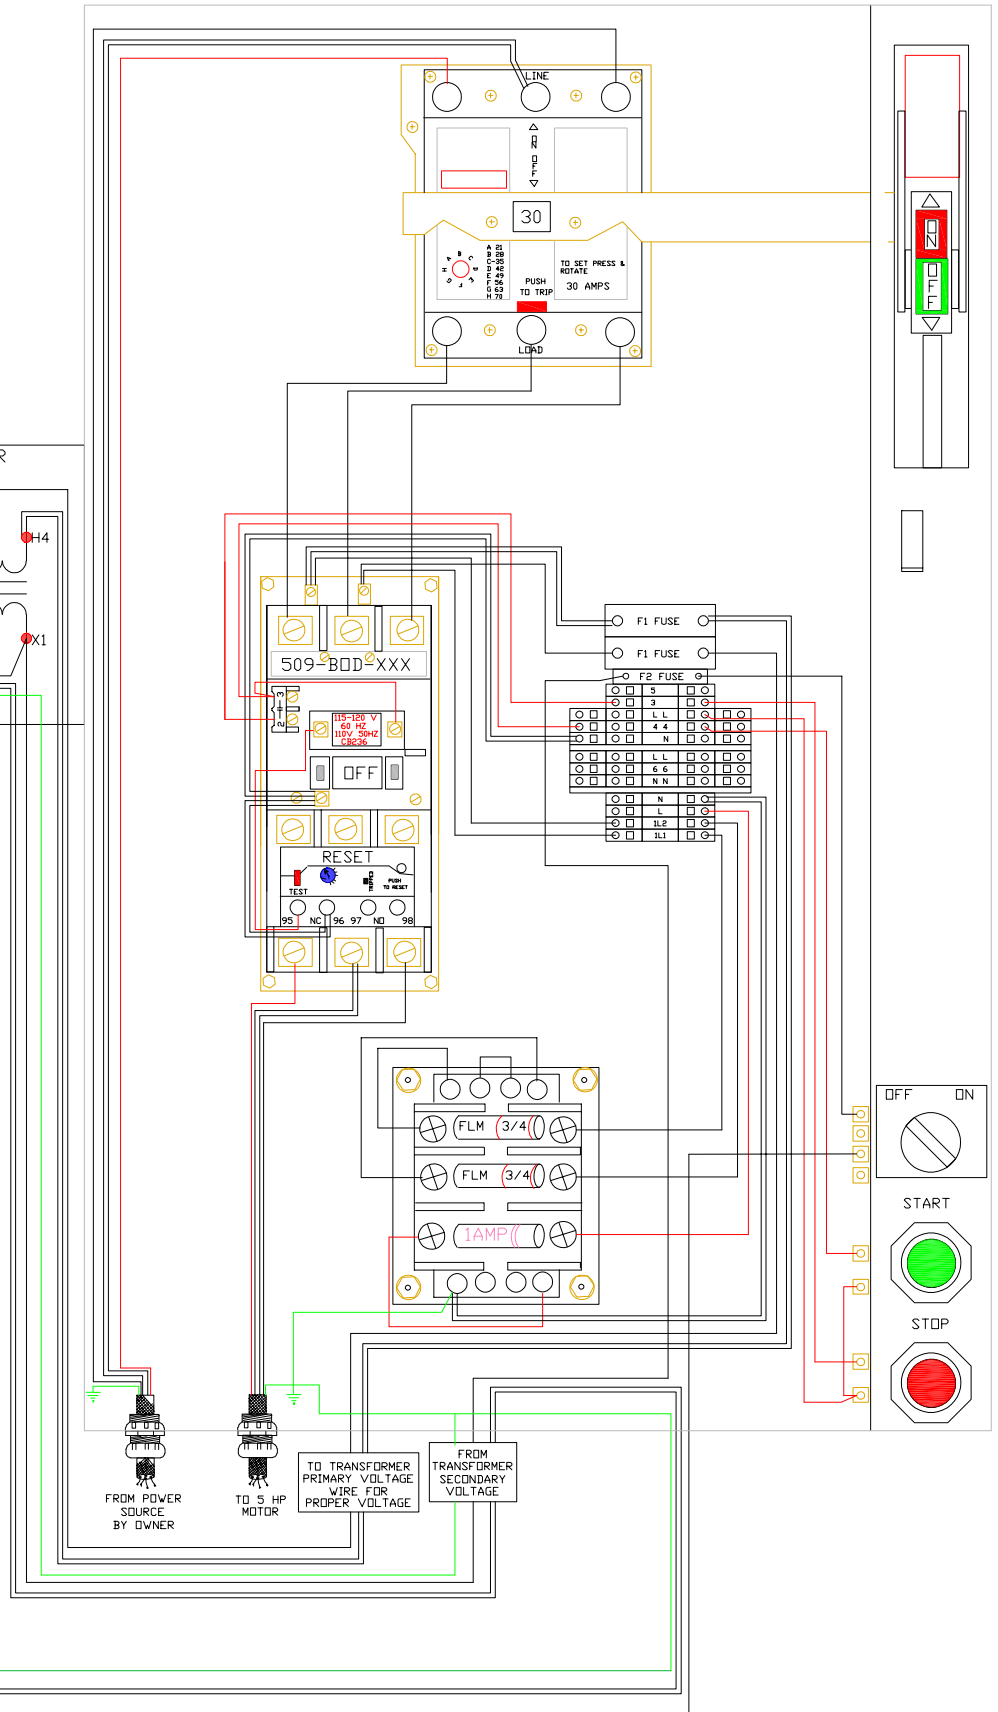 LINE
ON OFF
30
A 21
B 28
C-35
D 42
E 49
F 56
G 63
H 70
A B C D E F G H
PUSH
TO TRIP
TO SET PRESS &
ROTATE
30 AMPS
LOAD
ON
OFF
R
H4
X1
509-BOD-XXX
2 3
115-120 V
60 HZ
110V 50HZ
CB236
OFF
RESET
TEST
TRIPPED
PUSH
TO RESET
95 NC 96 97 NO 98
F1 FUSE
F1 FUSE
F2 FUSE
5
3
L L
4 4
N
L L
6 6
N N
N
L
1L2
1L1
FLM 3/4
FLM 3/4
1AMP
OFF ON
START
STOP
FROM POWER
SOURCE
BY OWNER
TO 5 HP
MOTOR
TO TRANSFORMER
PRIMARY VOLTAGE
WIRE FOR
PROPER VOLTAGE
FROM
TRANSFORMER
SECONDARY
VOLTAGE